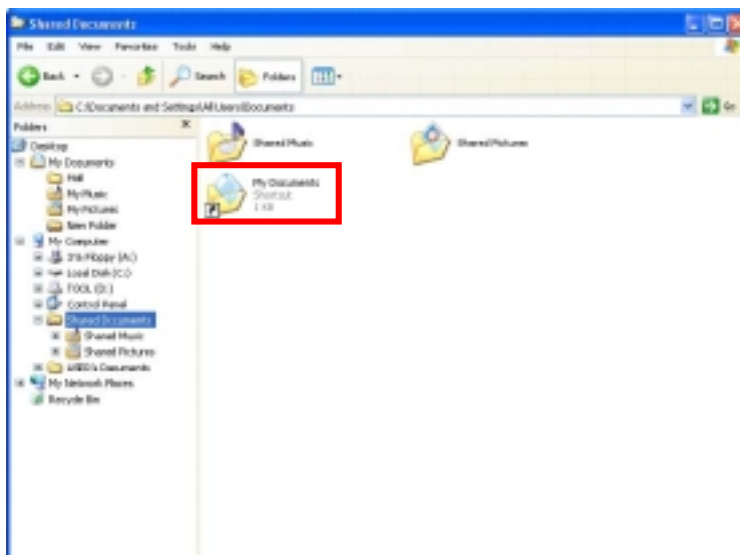 Shared Documents
File Edit View Favorites Tools Help
Back Search Folders
Address C:\Documents and Settings\All Users\Documents Go
Folders
Desktop
My Documents
My Music
My Pictures
New Folder
My Computer
3½ Floppy (A:)
Local Disk (C:)
TOOL (D:)
Control Panel
Shared Documents
Shared Music
Shared Pictures
USER's Documents
My Network Places
Recycle Bin
Shared Music
Shared Pictures
My Documents
Shortcut
1 KB